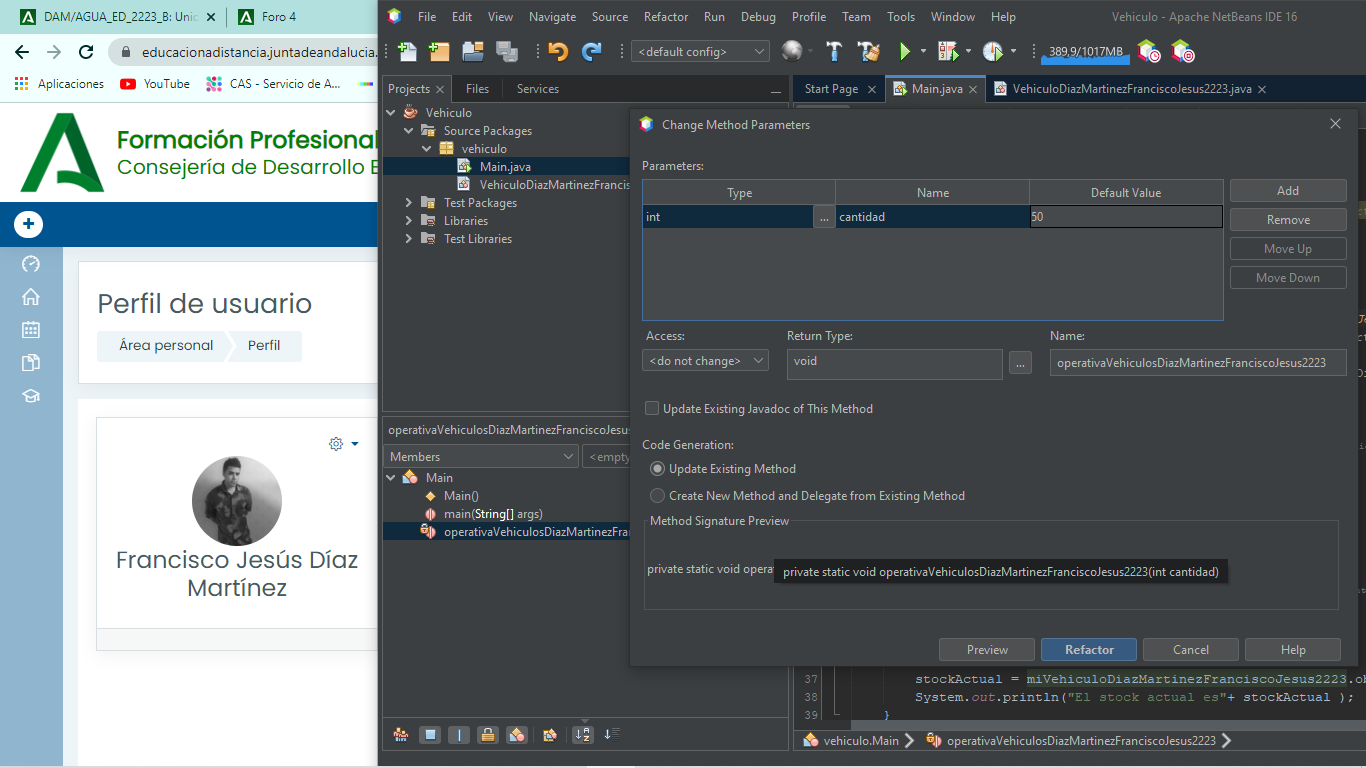 DAM/AGUA_ED_2223_B: Unid
Foro 4
educacionadistancia.juntadeandalucia.
Aplicaciones
YouTube
CAS - Servicio de A...
Formación Profesional
Consejería de Desarrollo E
Perfil de usuario
Área personal
Perfil
Francisco Jesús Díaz
Martínez
File Edit View Navigate Source Refactor Run Debug Profile Team Tools Window Help
Vehiculo - Apache NetBeans IDE 16
<default config>
389,9/1017MB
Projects
Files
Services
Start Page
Main.java
VehiculoDiazMartinezFranciscoJesus2223.java
Vehiculo
Source Packages
vehiculo
Main.java
VehiculoDiazMartinezFrancis
Test Packages
Libraries
Test Libraries
operativaVehiculosDiazMartinezFranciscoJesus
Members
<empty
Main
Main()
main(String[] args)
operativaVehiculosDiazMartinezFra
Change Method Parameters
Parameters:
Type Name Default Value
int ... cantidad 50
Add
Remove
Move Up
Move Down
Access:
Return Type:
Name:
<do not change>
void
...
operativaVehiculosDiazMartinezFranciscoJesus2223
Update Existing Javadoc of This Method
Code Generation:
Update Existing Method
Create New Method and Delegate from Existing Method
Method Signature Preview
private static void operat
private static void operativaVehiculosDiazMartinezFranciscoJesus2223(int cantidad)
Preview
Refactor
Cancel
Help
37 stockActual = miVehiculoDiazMartinezFranciscoJesus2223.ob
38 System.out.println("El stock actual es"+ stockActual );
39 }
vehiculo.Main
operativaVehiculosDiazMartinezFranciscoJesus2223